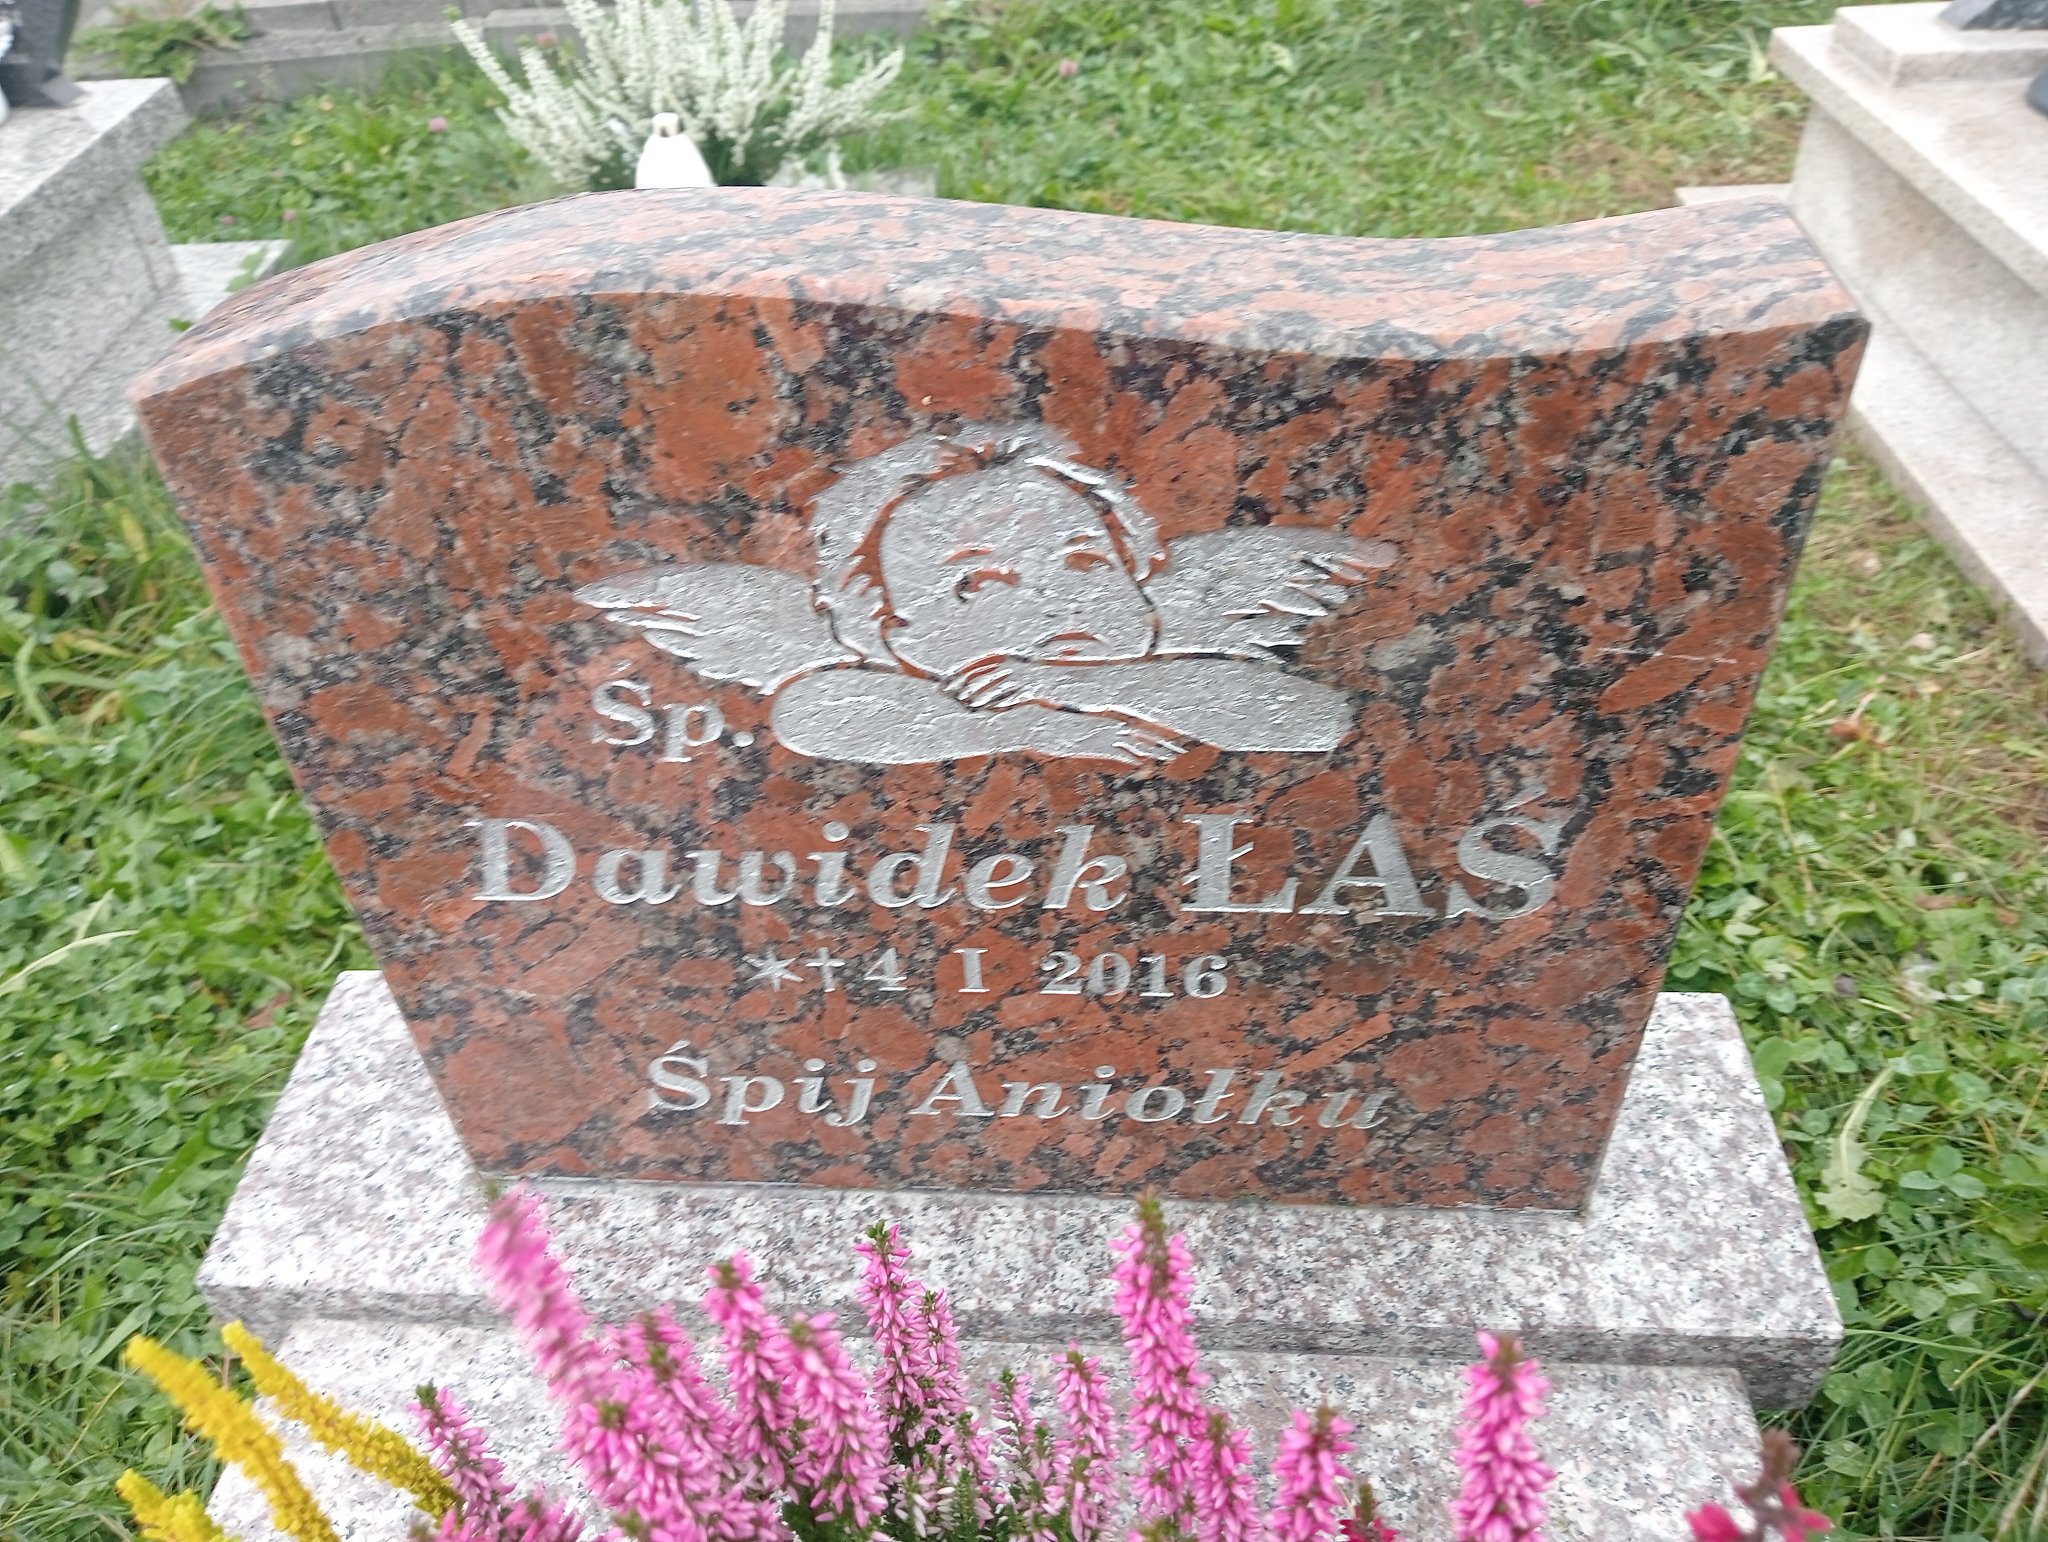 Śp.
Dawidek ŁAŚ
*†4 I 2016
Śpij Aniołku